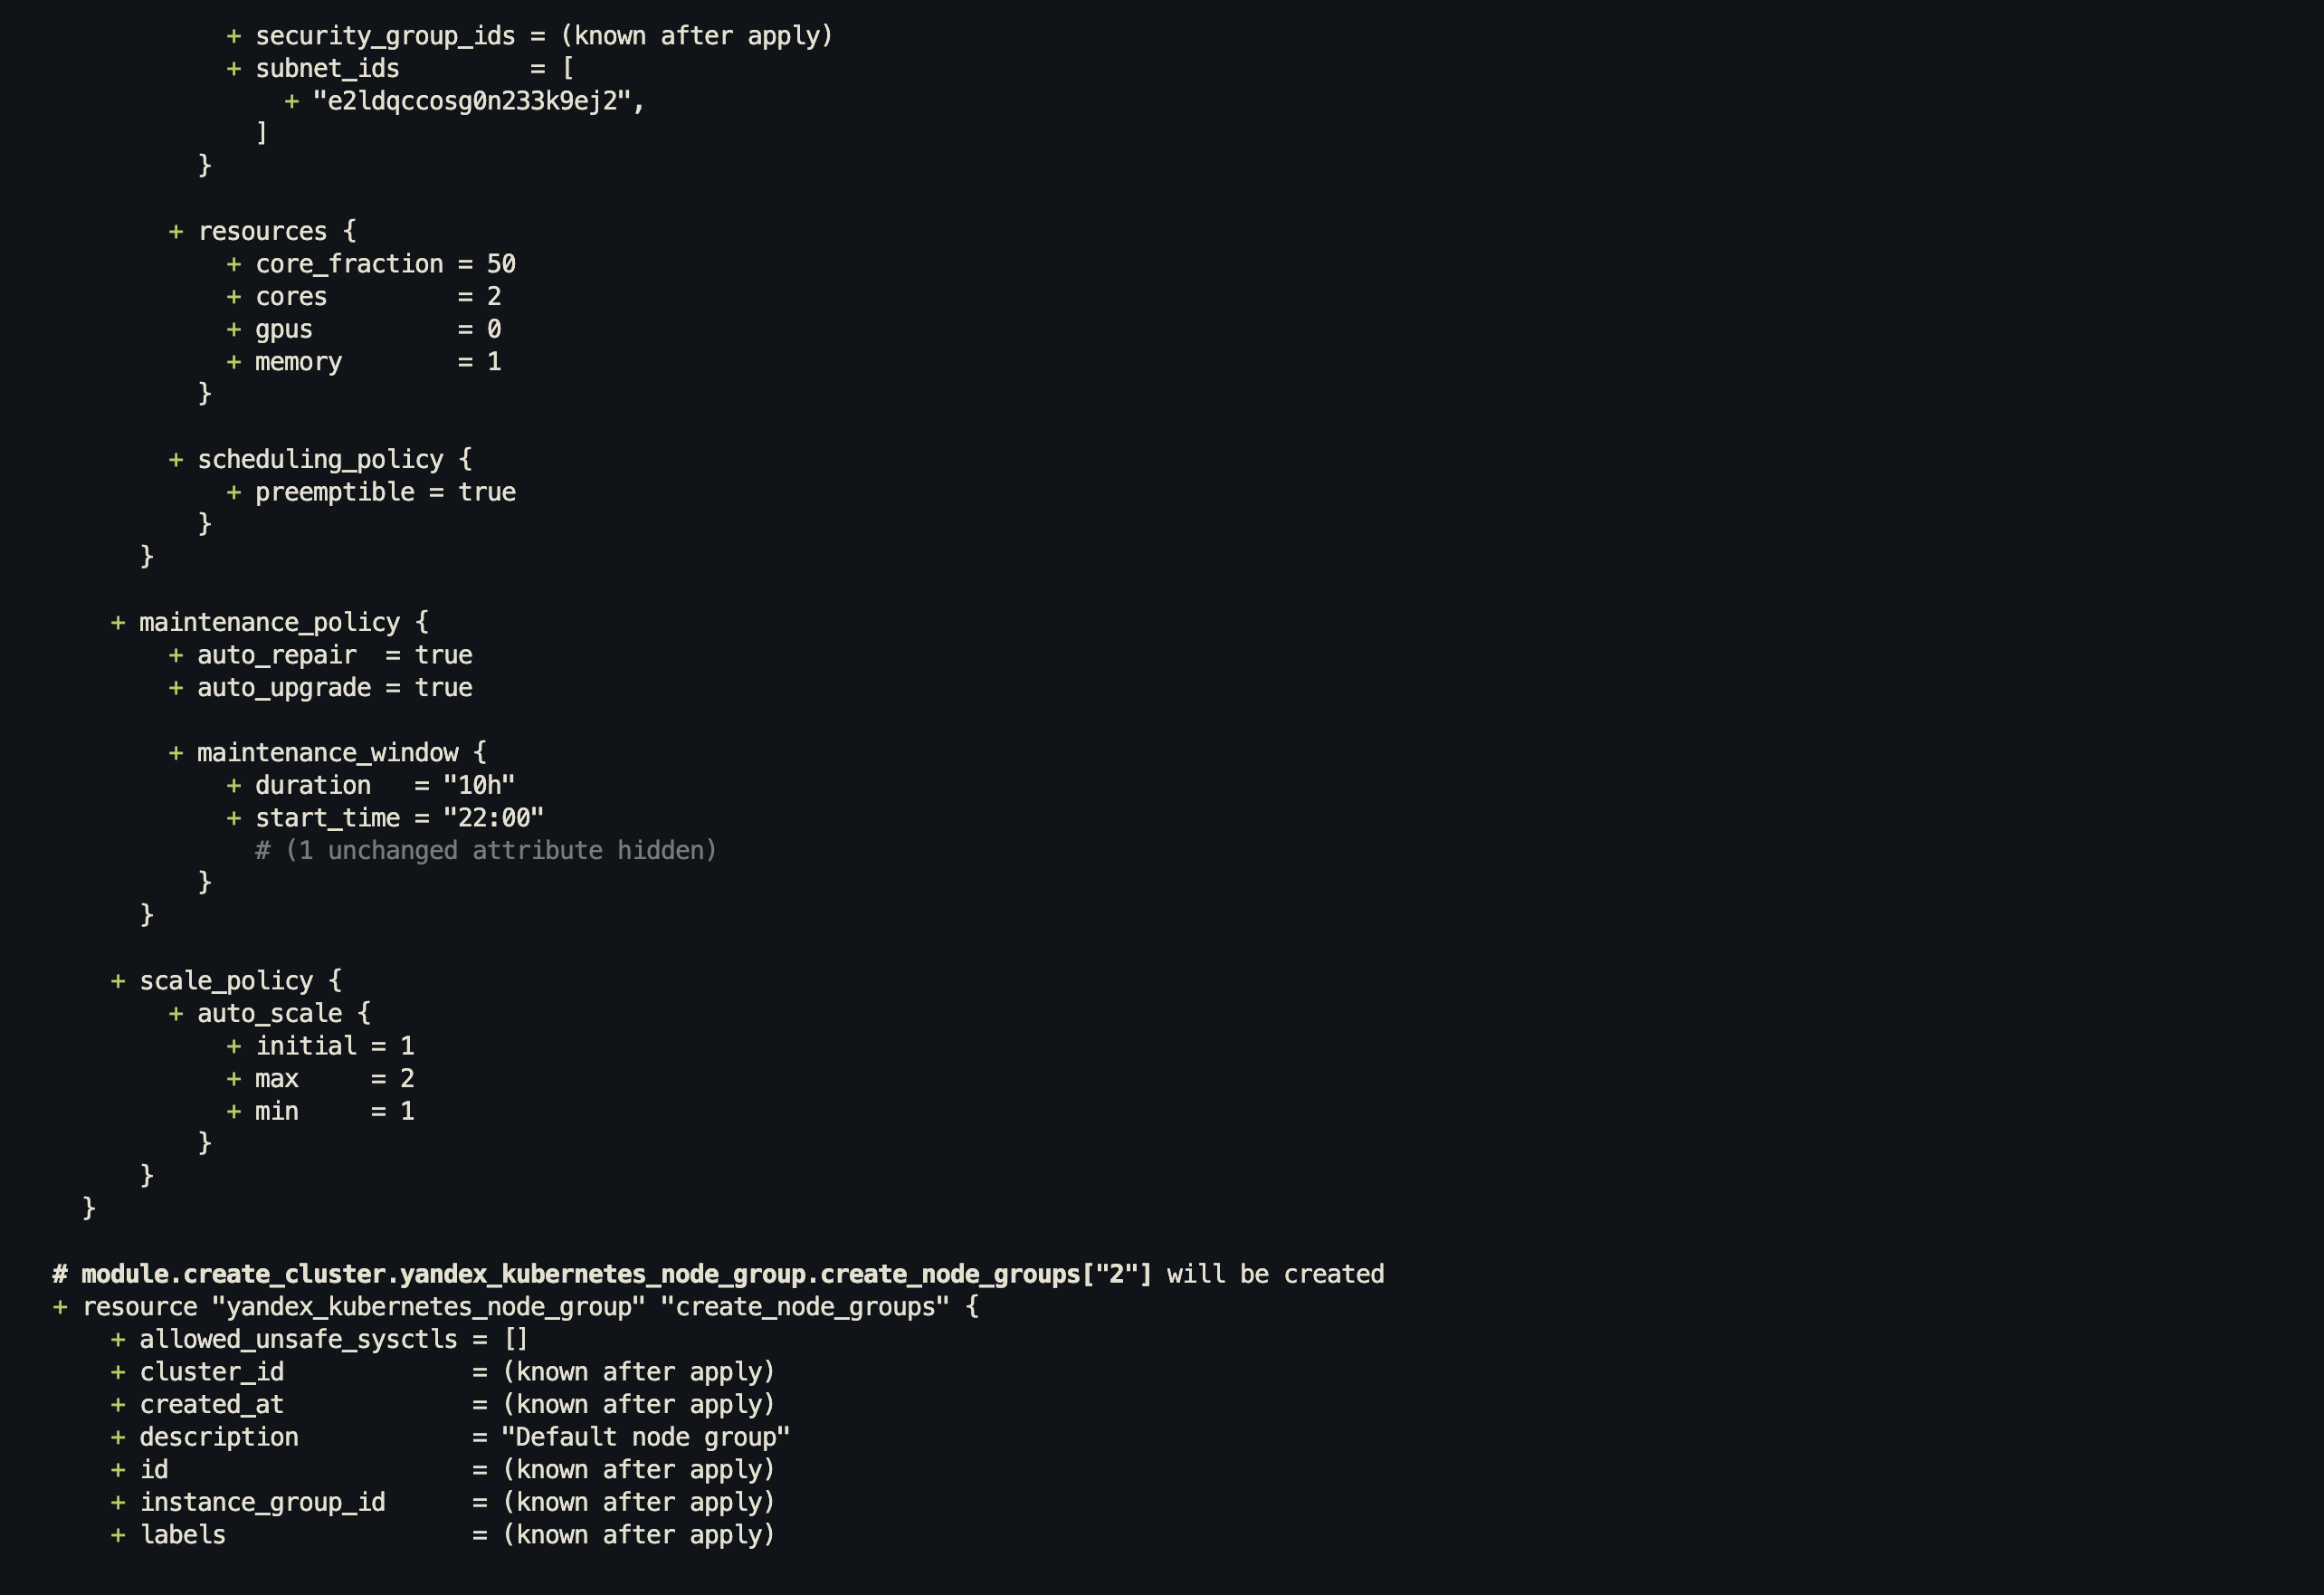 + security_group_ids = (known after apply)
+ subnet_ids         = [
+ "e2ldqccosg0n233k9ej2",
]
}
+ resources {
+ core_fraction = 50
+ cores         = 2
+ gpus          = 0
+ memory        = 1
}
+ scheduling_policy {
+ preemptible = true
}
}
+ maintenance_policy {
+ auto_repair  = true
+ auto_upgrade = true
+ maintenance_window {
+ duration   = "10h"
+ start_time = "22:00"
# (1 unchanged attribute hidden)
}
}
+ scale_policy {
+ auto_scale {
+ initial = 1
+ max     = 2
+ min     = 1
}
}
}
# module.create_cluster.yandex_kubernetes_node_group.create_node_groups["2"] will be created
+ resource "yandex_kubernetes_node_group" "create_node_groups" {
+ allowed_unsafe_sysctls = []
+ cluster_id             = (known after apply)
+ created_at             = (known after apply)
+ description            = "Default node group"
+ id                     = (known after apply)
+ instance_group_id      = (known after apply)
+ labels                 = (known after apply)